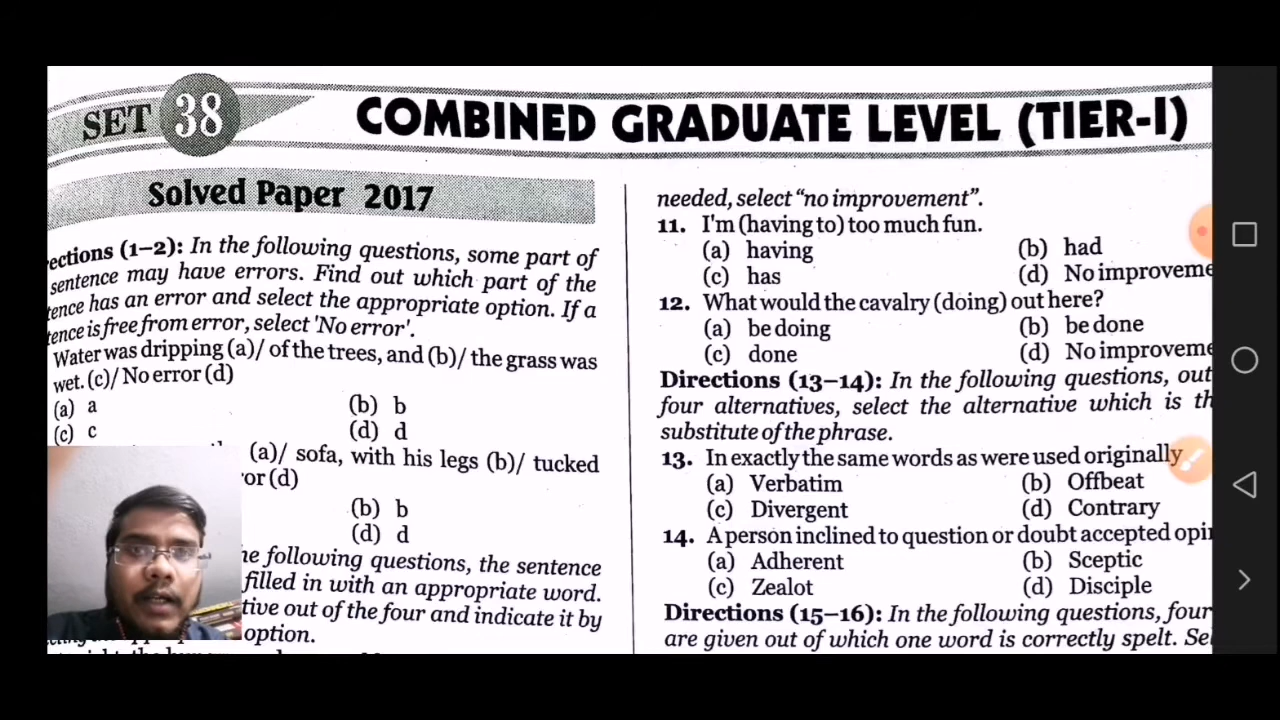 SET 38
COMBINED GRADUATE LEVEL (TIER-I)
Solved Paper 2017
ections (1–2): In the following questions, some part of
sentence may have errors. Find out which part of the
tence has an error and select the appropriate option. If a
tence is free from error, select 'No error'.
Water was dripping (a)/ of the trees, and (b)/ the grass was
wet. (c)/ No error (d)
(a) a (b) b
(c) c (d) d
(a)/ sofa, with his legs (b)/ tucked
or (d)
(b) b
(d) d
he following questions, the sentence
filled in with an appropriate word.
tive out of the four and indicate it by
option.
needed, select “no improvement”.
11. I'm (having to) too much fun.
(a) having (b) had
(c) has (d) No improveme
12. What would the cavalry (doing) out here?
(a) be doing (b) be done
(c) done (d) No improveme
Directions (13–14): In the following questions, out
four alternatives, select the alternative which is th
substitute of the phrase.
13. In exactly the same words as were used originally
(a) Verbatim (b) Offbeat
(c) Divergent (d) Contrary
14. A person inclined to question or doubt accepted opi
(a) Adherent (b) Sceptic
(c) Zealot (d) Disciple
Directions (15–16): In the following questions, four
are given out of which one word is correctly spelt. Se